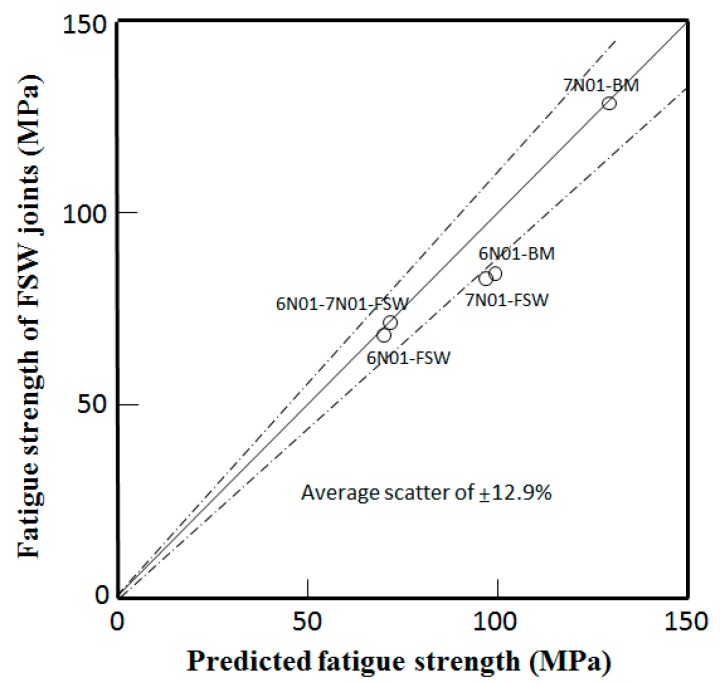 150
7N01-BM
100
6N01-BM
6N01-7N01-FSW
7N01-FSW
6N01-FSW
50
Average scatter of ±12.9%
0
0
50
100
150
Predicted fatigue strength (MPa)
Fatigue strength of FSW joints (MPa)